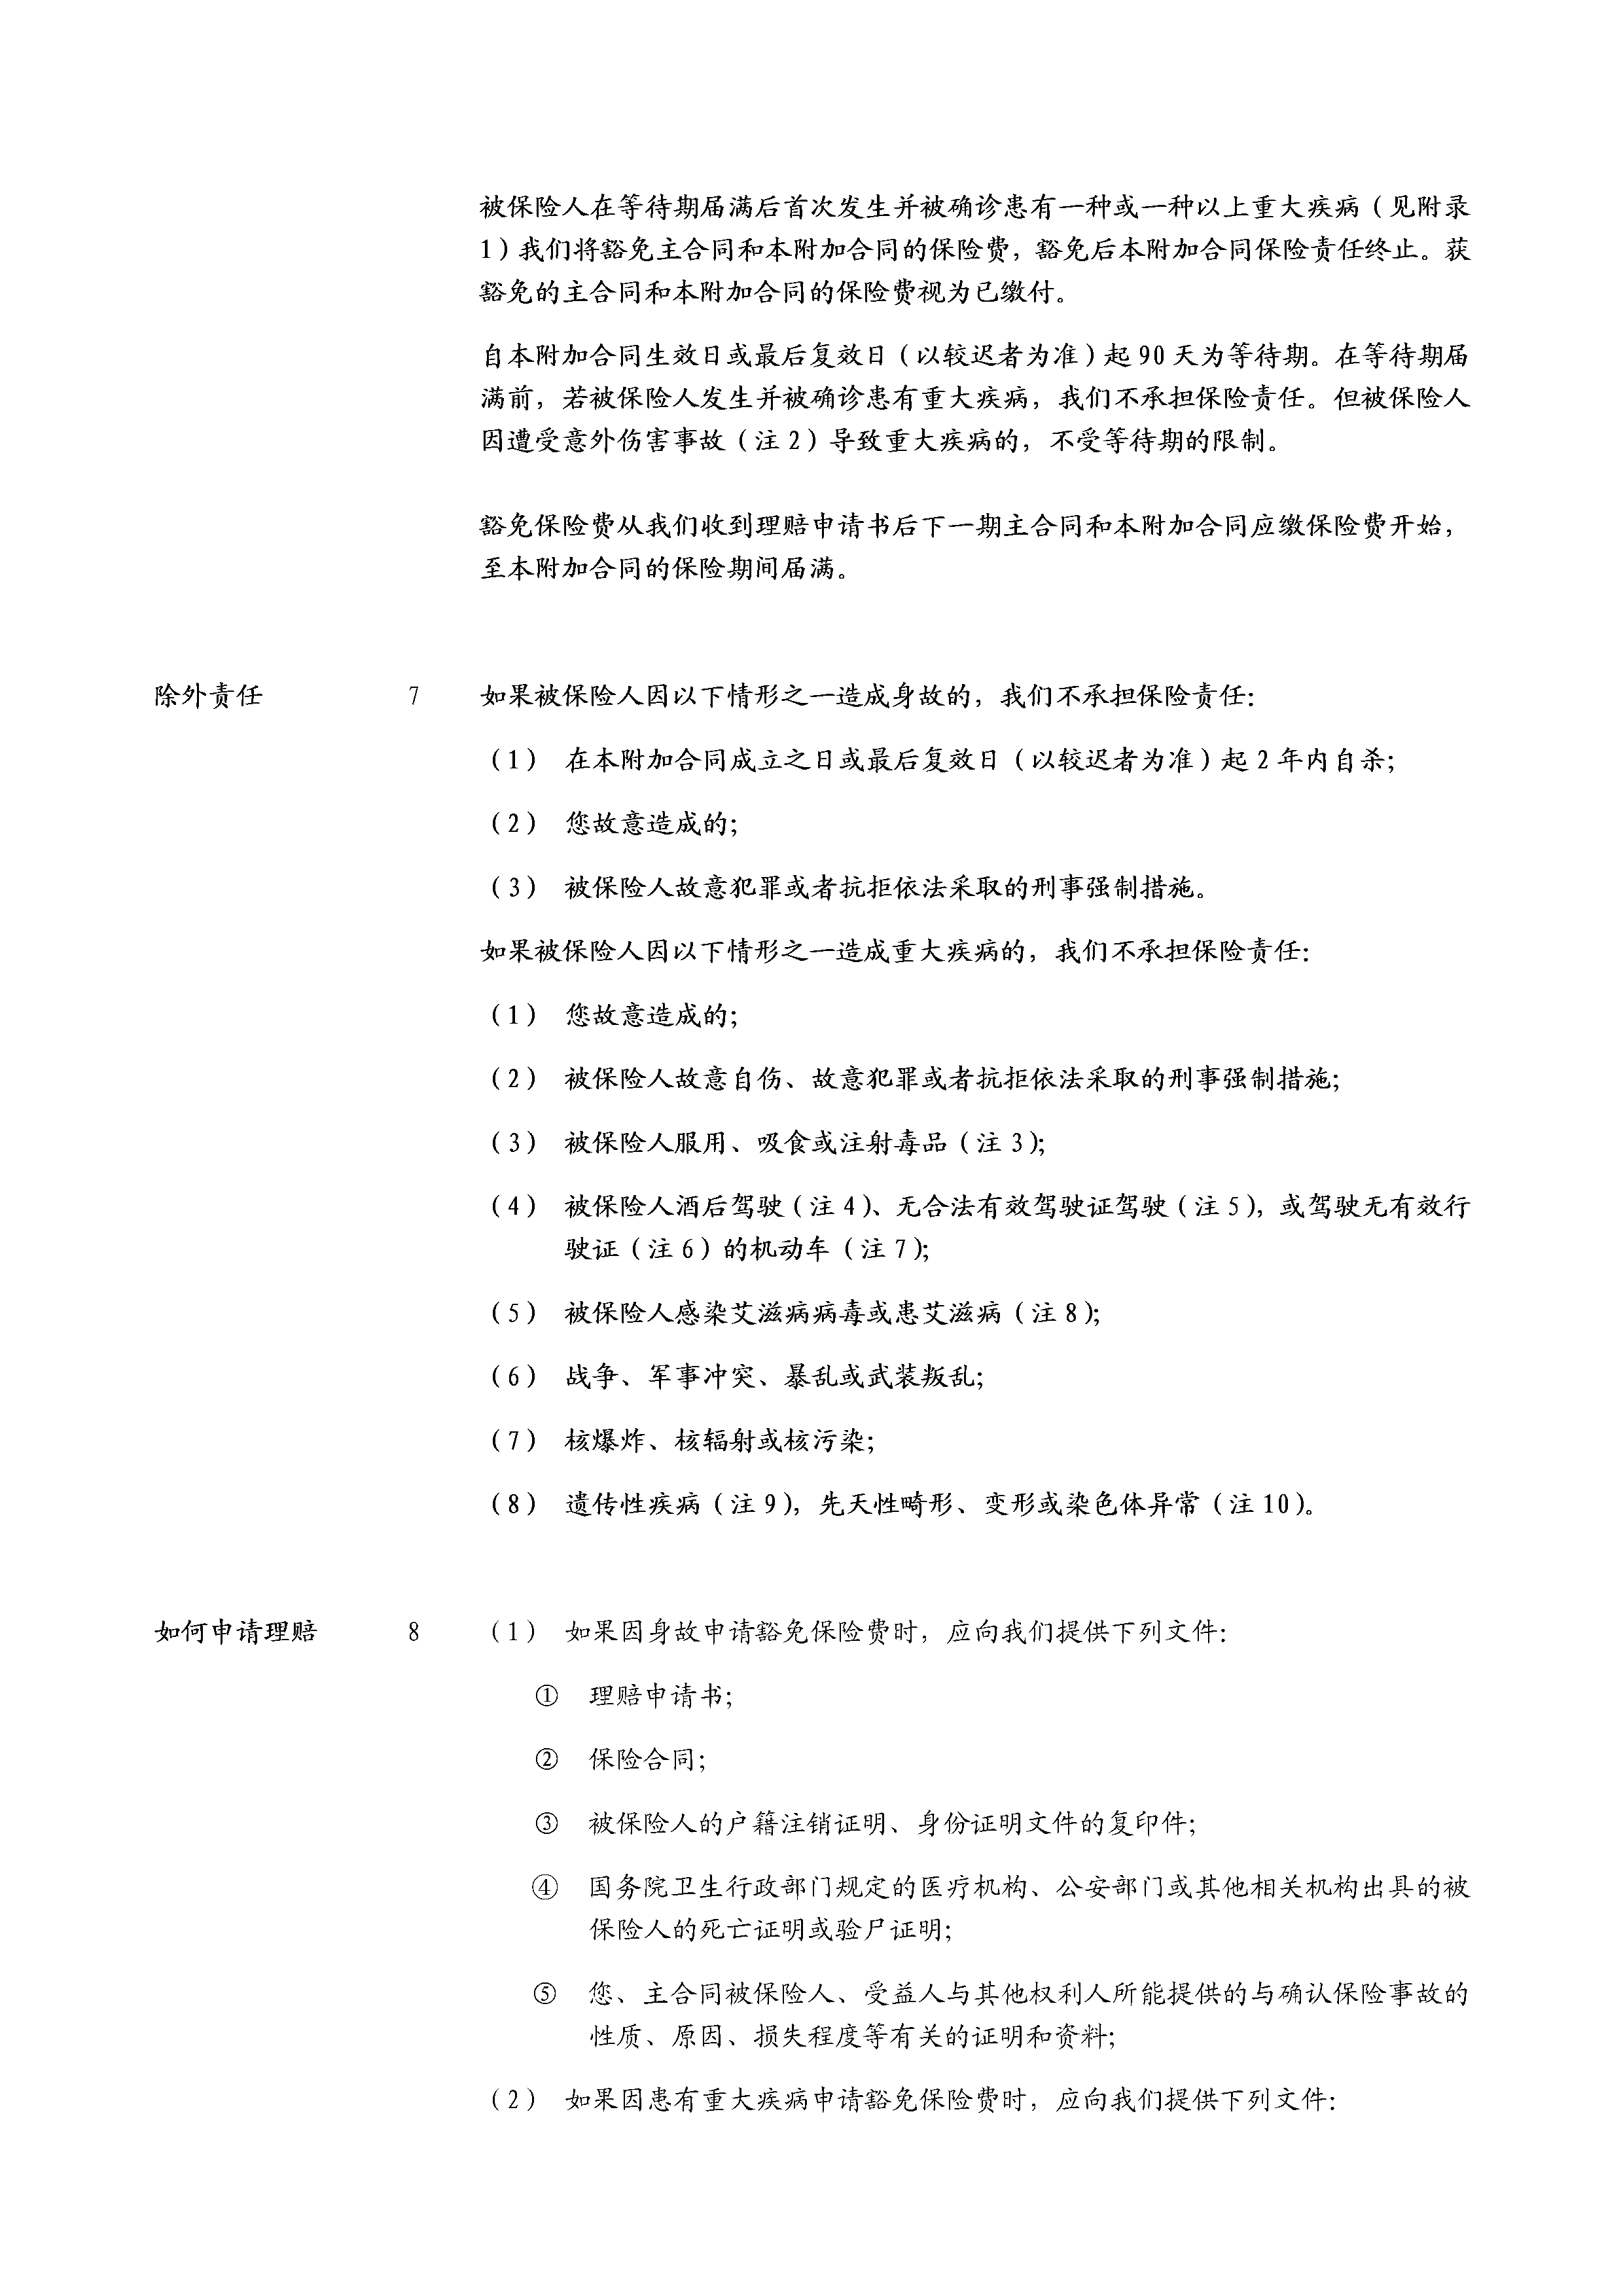 被保险人在等待期届满后首次发生并被确诊患有一种或一种以上重大疾病（见附录
1）我们将豁免主合同和本附加合同的保险费，豁免后本附加合同保险责任终止。获
豁免的主合同和本附加合同的保险费视为已缴付。
自本附加合同生效日或最后复效日（以较迟者为准）起 90 天为等待期。在等待期届
满前，若被保险人发生并被确诊患有重大疾病，我们不承担保险责任。但被保险人
因遭受意外伤害事故（注 2）导致重大疾病的，不受等待期的限制。
豁免保险费从我们收到理赔申请书后下一期主合同和本附加合同应缴保险费开始，
至本附加合同的保险期间届满。
除外责任 7 如果被保险人因以下情形之一造成身故的，我们不承担保险责任：
（1） 在本附加合同成立之日或最后复效日（以较迟者为准）起 2 年内自杀；
（2） 您故意造成的；
（3） 被保险人故意犯罪或者抗拒依法采取的刑事强制措施。
如果被保险人因以下情形之一造成重大疾病的，我们不承担保险责任：
（1） 您故意造成的；
（2） 被保险人故意自伤、故意犯罪或者抗拒依法采取的刑事强制措施；
（3） 被保险人服用、吸食或注射毒品（注 3）；
（4） 被保险人酒后驾驶（注 4）、无合法有效驾驶证驾驶（注 5），或驾驶无有效行
驶证（注 6）的机动车（注 7）；
（5） 被保险人感染艾滋病病毒或患艾滋病（注 8）；
（6） 战争、军事冲突、暴乱或武装叛乱；
（7） 核爆炸、核辐射或核污染；
（8） 遗传性疾病（注 9），先天性畸形、变形或染色体异常（注 10）。
如何申请理赔 8 （1） 如果因身故申请豁免保险费时，应向我们提供下列文件：
① 理赔申请书；
② 保险合同；
③ 被保险人的户籍注销证明、身份证明文件的复印件；
④ 国务院卫生行政部门规定的医疗机构、公安部门或其他相关机构出具的被
保险人的死亡证明或验尸证明；
⑤ 您、主合同被保险人、受益人与其他权利人所能提供的与确认保险事故的
性质、原因、损失程度等有关的证明和资料；
（2） 如果因患有重大疾病申请豁免保险费时，应向我们提供下列文件：